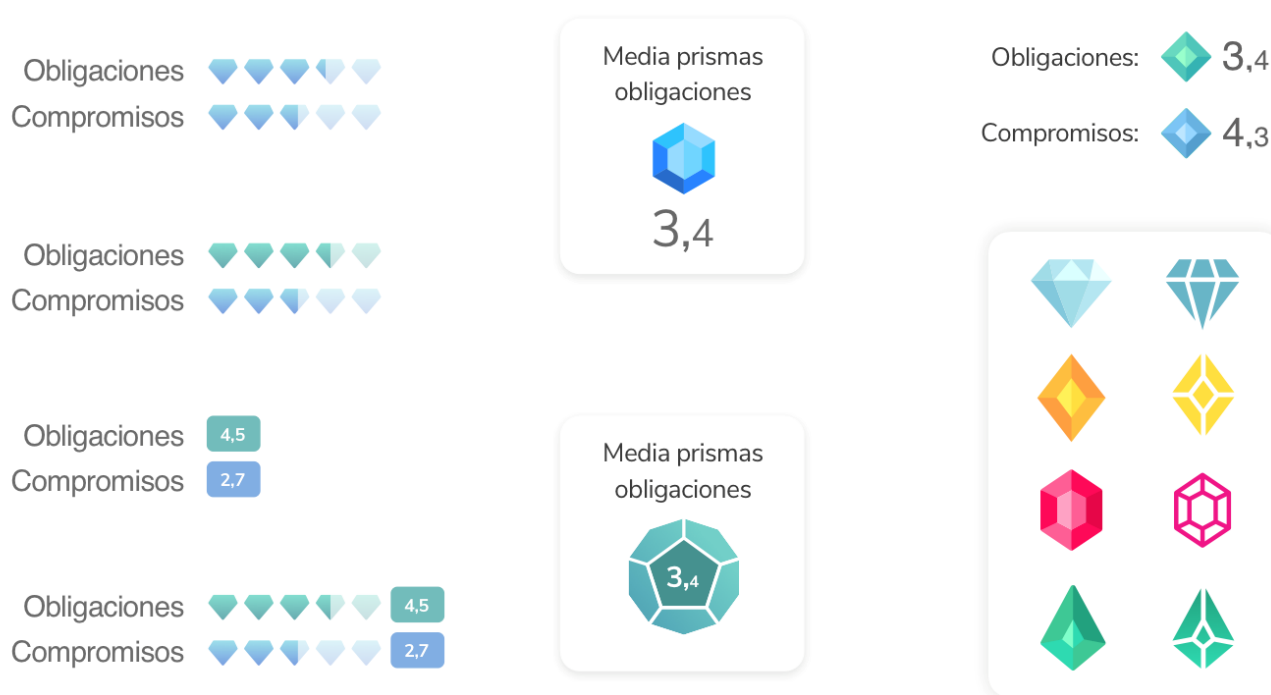 Obligaciones
Compromisos
Obligaciones
Compromisos
Obligaciones 4,5
Compromisos 2,7
Obligaciones 4,5
Compromisos 2,7
Media prismas
obligaciones
3,4
Media prismas
obligaciones
3,4
Obligaciones: 3,4
Compromisos: 4,3